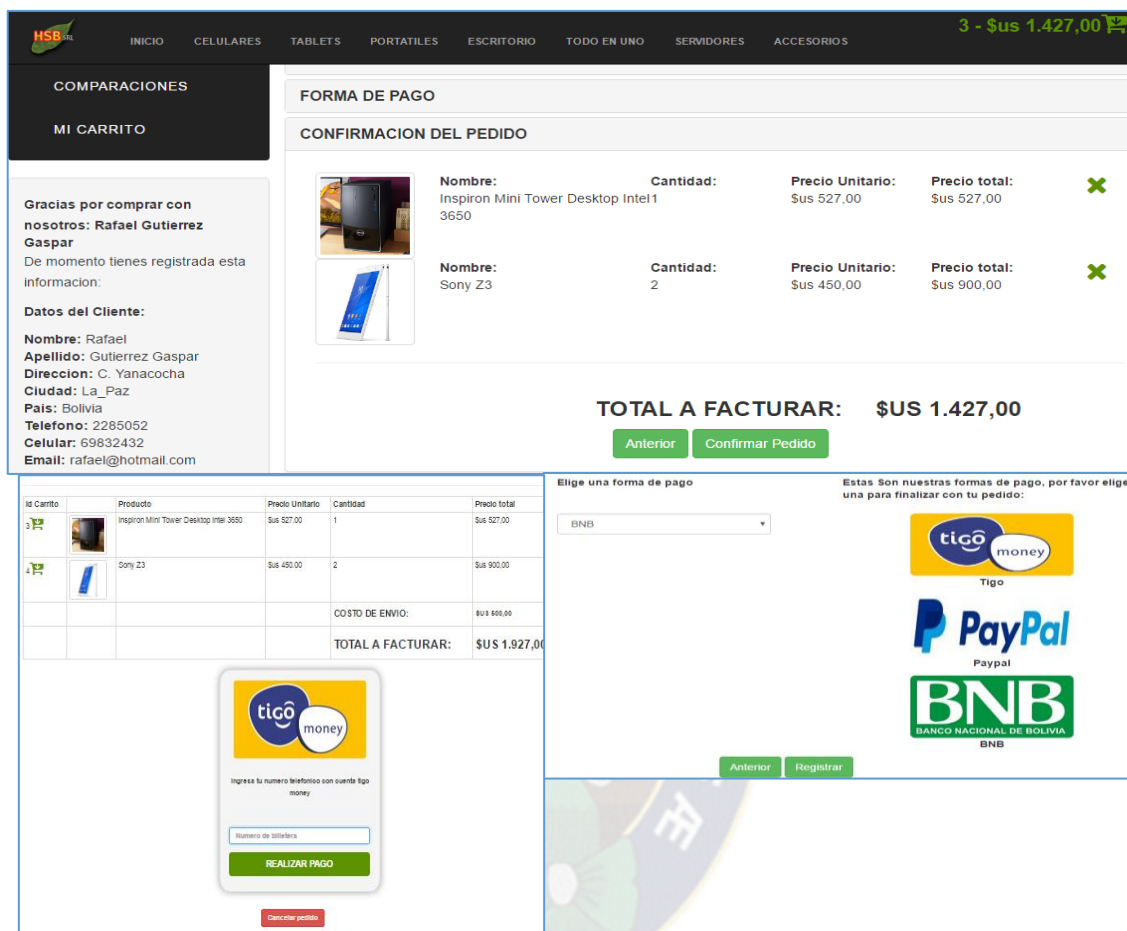 HSB SRL
INICIO CELULARES TABLETS PORTATILES ESCRITORIO TODO EN UNO SERVIDORES ACCESORIOS
3 - $us 1.427,00
COMPARACIONES
MI CARRITO
Gracias por comprar con
nosotros: Rafael Gutierrez
Gaspar
De momento tienes registrada esta
informacion:
Datos del Cliente:
Nombre: Rafael
Apellido: Gutierrez Gaspar
Direccion: C. Yanacocha
Ciudad: La_Paz
Pais: Bolivia
Telefono: 2285052
Celular: 69832432
Email: rafael@hotmail.com
FORMA DE PAGO
CONFIRMACION DEL PEDIDO
Nombre: Cantidad: Precio Unitario: Precio total:
Inspiron Mini Tower Desktop Intel 1 $us 527,00 $us 527,00
3650
Nombre: Cantidad: Precio Unitario: Precio total:
Sony Z3 2 $us 450,00 $us 900,00
TOTAL A FACTURAR: $US 1.427,00
Anterior Confirmar Pedido
Id Carrito Producto Precio Unitario Cantidad Precio total
3 Inspiron Mini Tower Desktop Intel 3650 $us 527,00 1 $us 527,00
4 Sony Z3 $us 450,00 2 $us 900,00
COSTO DE ENVIO: $US 500,00
TOTAL A FACTURAR: $US 1.927,00
tigo money
Ingresa tu numero telefonico con cuenta tigo
money
Numero de billetera
REALIZAR PAGO
Cancelar pedido
Elige una forma de pago
BNB
Estas Son nuestras formas de pago, por favor elige
una para finalizar con tu pedido:
tigo money
Tigo
PayPal
Paypal
BNB
BANCO NACIONAL DE BOLIVIA
BNB
Anterior Registrar
Æ